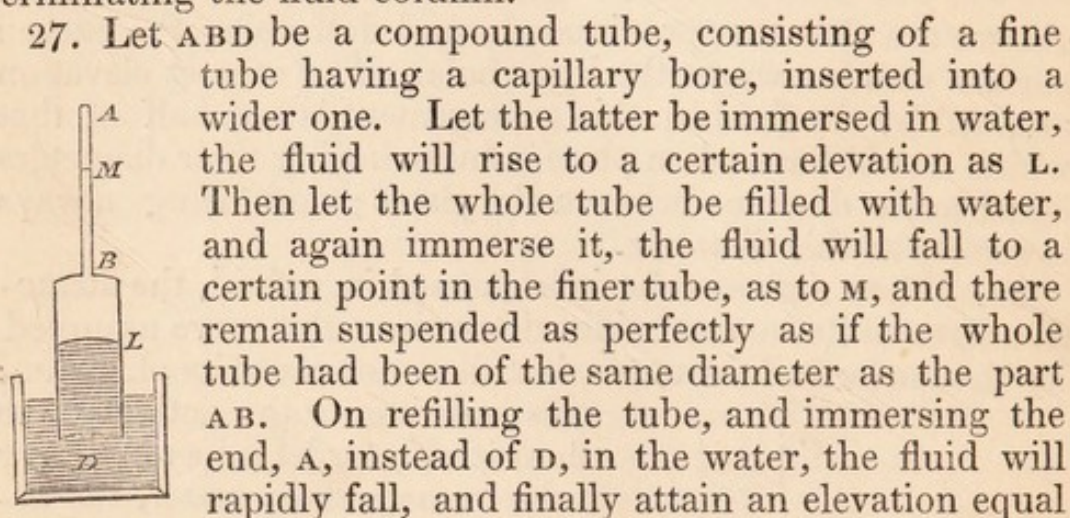 erminating the fluid column.
27. Let ABD be a compound tube, consisting of a fine
tube having a capillary bore, inserted into a
wider one. Let the latter be immersed in water,
the fluid will rise to a certain elevation as L.
Then let the whole tube be filled with water,
and again immerse it, the fluid will fall to a
certain point in the finer tube, as to M, and there
remain suspended as perfectly as if the whole
tube had been of the same diameter as the part
AB. On refilling the tube, and immersing the
end, A, instead of D, in the water, the fluid will
rapidly fall, and finally attain an elevation equal
A
M
B
L
D